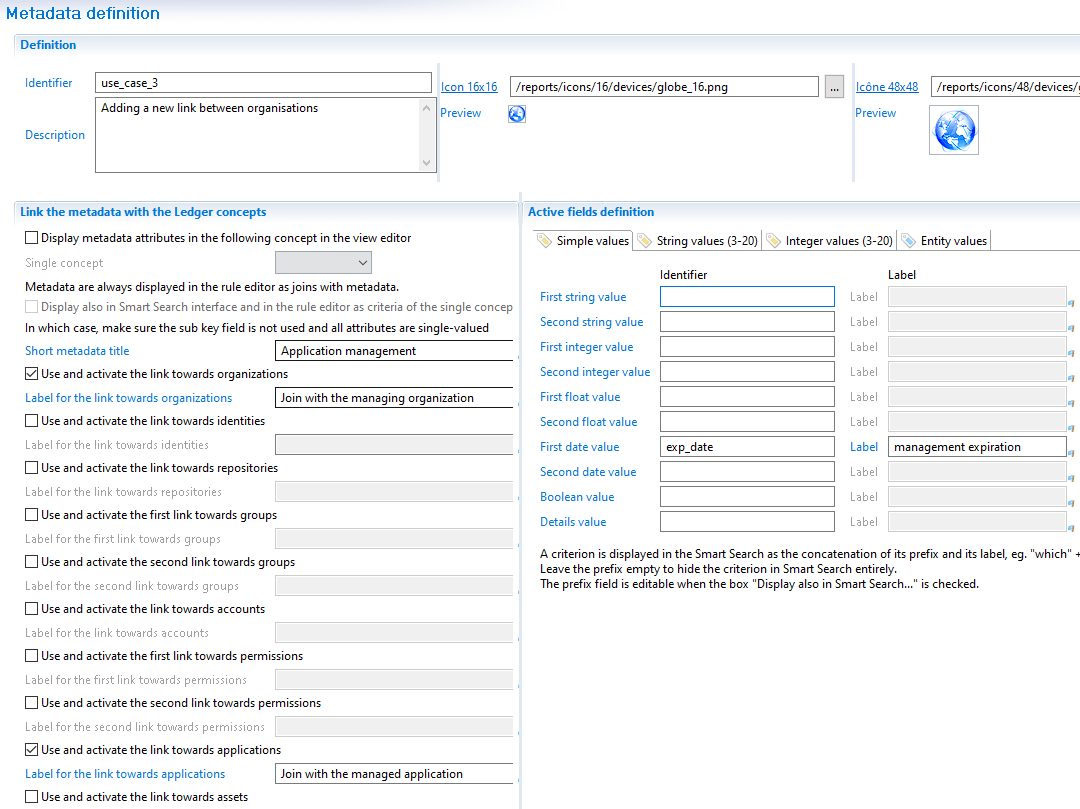 Metadata definition
Definition
Identifier use_case_3 Icon 16x16 /reports/icons/16/devices/globe_16.png ... Icône 48x48 /reports/icons/48/devices/
Description Adding a new link between organisations Preview Preview
Link the metadata with the Ledger concepts
Display metadata attributes in the following concept in the view editor
Single concept
Metadata are always displayed in the rule editor as joins with metadata.
Display also in Smart Search interface and in the rule editor as criteria of the single concep
In which case, make sure the sub key field is not used and all attributes are single-valued
Short metadata title Application management
Use and activate the link towards organizations
Label for the link towards organizations Join with the managing organization
Use and activate the link towards identities
Label for the link towards identities
Use and activate the link towards repositories
Label for the link towards repositories
Use and activate the first link towards groups
Label for the first link towards groups
Use and activate the second link towards groups
Label for the second link towards groups
Use and activate the link towards accounts
Label for the link towards accounts
Use and activate the first link towards permissions
Label for the first link towards permissions
Use and activate the second link towards permissions
Label for the second link towards permissions
Use and activate the link towards applications
Label for the link towards applications Join with the managed application
Use and activate the link towards assets
Active fields definition
Simple values String values (3-20) Integer values (3-20) Entity values
Identifier Label
First string value Label
Second string value Label
First integer value Label
Second integer value Label
First float value Label
Second float value Label
First date value exp_date Label management expiration
Second date value Label
Boolean value Label
Details value Label
A criterion is displayed in the Smart Search as the concatenation of its prefix and its label, eg. "which" +
Leave the prefix empty to hide the criterion in Smart Search entirely.
The prefix field is editable when the box "Display also in Smart Search..." is checked.